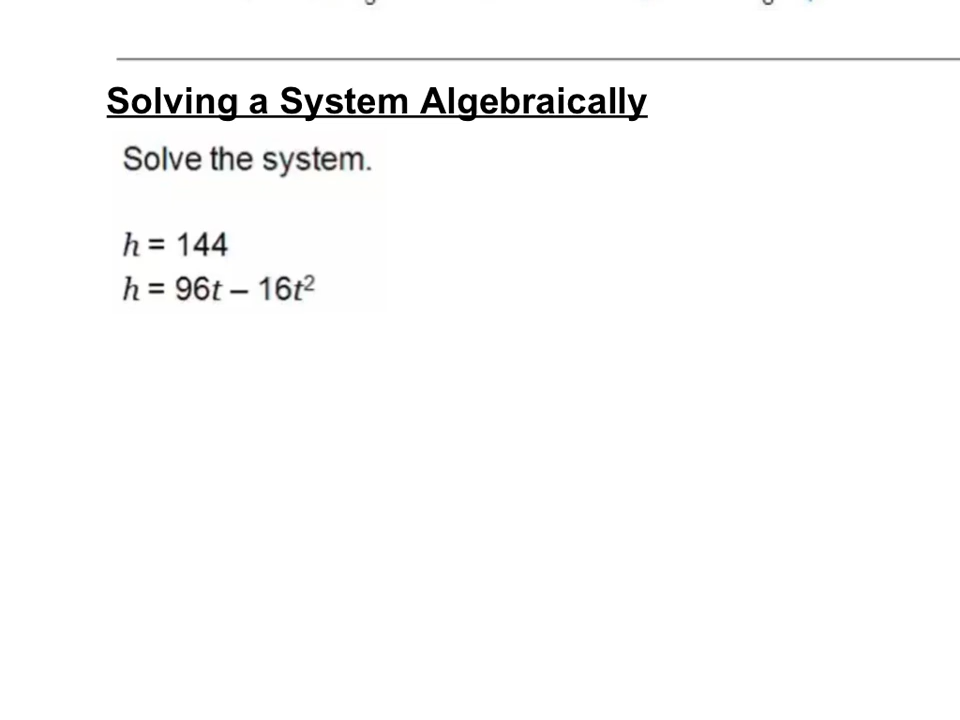 Solving a System Algebraically
Solve the system.
h = 144
h = 96t – 16t²